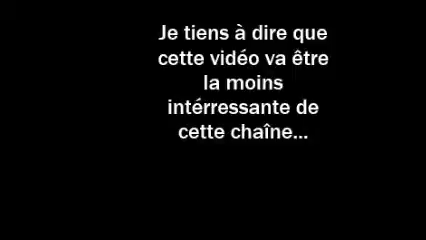 Je tiens à dire que
cette vidéo va être
la moins
intérressante de
cette chaîne...